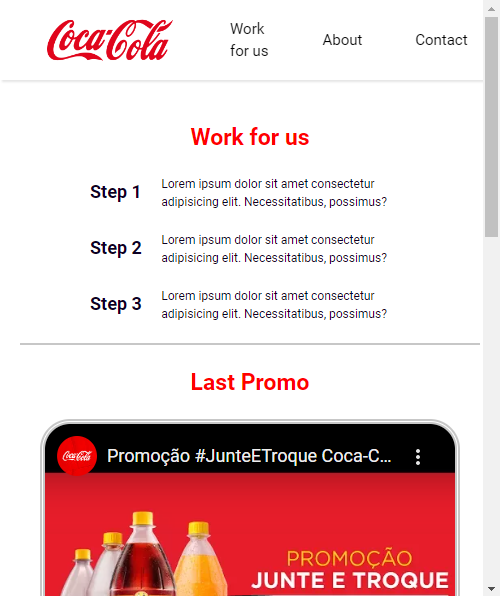 Coca-Cola
Work
for us
About
Contact
Work for us
Step 1
Lorem ipsum dolor sit amet consectetur
adipisicing elit. Necessitatibus, possimus?
Step 2
Lorem ipsum dolor sit amet consectetur
adipisicing elit. Necessitatibus, possimus?
Step 3
Lorem ipsum dolor sit amet consectetur
adipisicing elit. Necessitatibus, possimus?
Last Promo
Coca-Cola
Promoção #JunteETroque Coca-C...
PROMOÇÃO
JUNTE E TROQUE